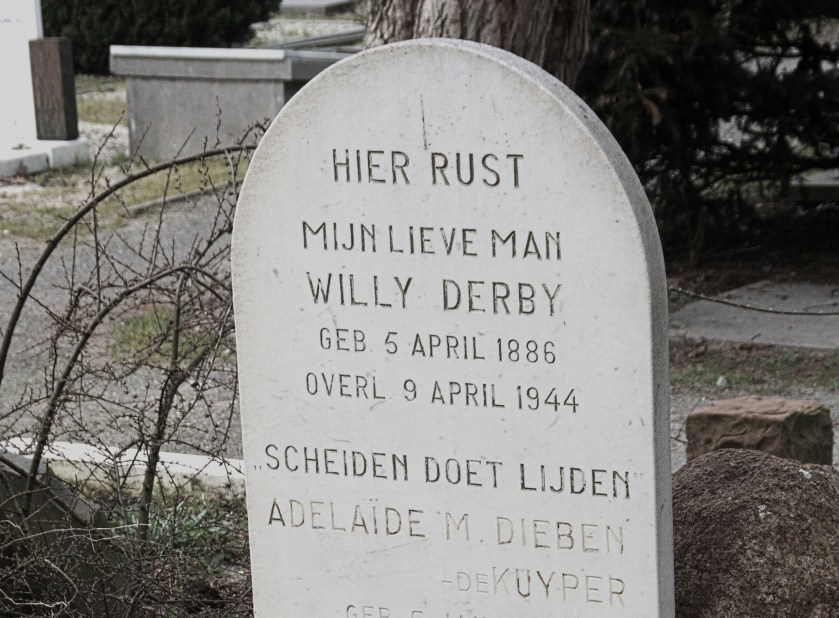 HIER RUST
MIJN LIEVE MAN
WILLY DERBY
GEB. 5 APRIL 1886
OVERL. 9 APRIL 1944
„SCHEIDEN DOET LIJDEN"
ADELAÏDE M. DIEBEN
-DEKUYPER
GEB.